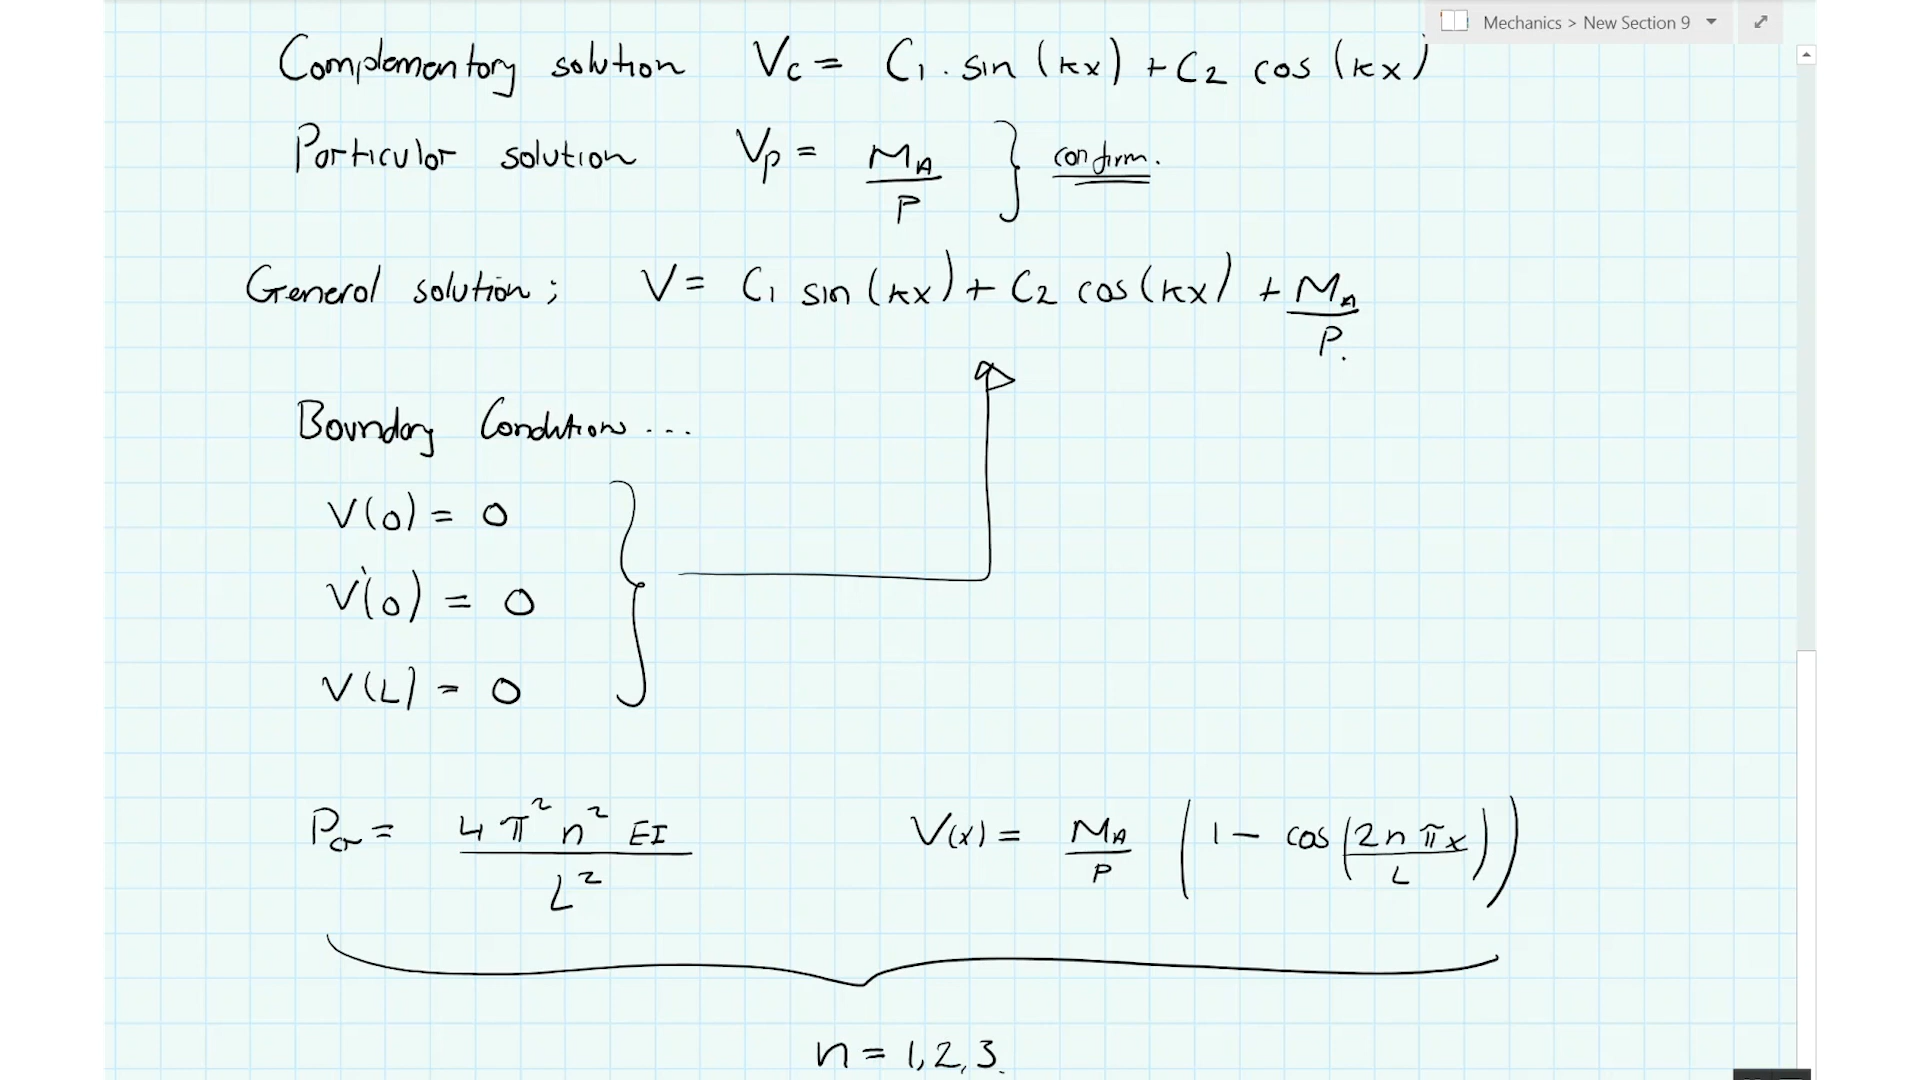 Mechanics > New Section 9
Complementary solution Vc = C1 . sin (kx) + C2 cos (kx)
Particular solution Vp = MA/P } confirm.
General solution; V = C1 sin (kx) + C2 cos (kx) + MA/P.
Boundary Conditions ...
V(0) = 0
V'(0) = 0
V(L) = 0
Pcr = 4π²n²EI/L² V(x) = MA/P (1 - cos(2nπx/L))
n = 1, 2, 3.